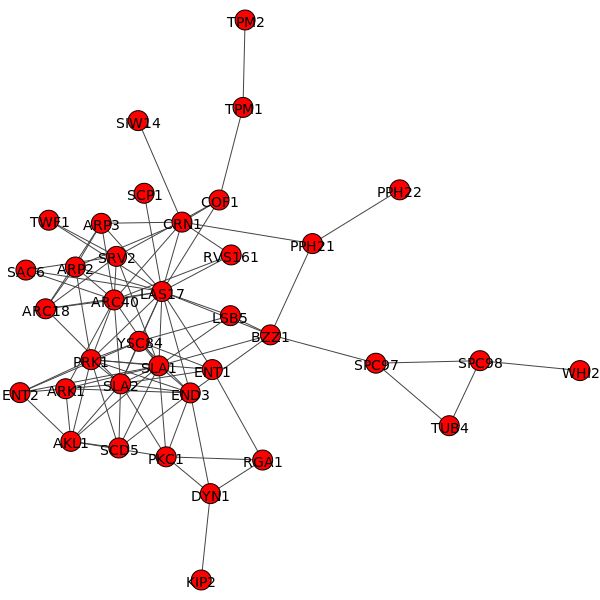 TPM2
TPM1
SIW14
PPH22
SCP1
COF1
TWF1
ARP3
CRN1
PPH21
SRV2
RVS161
SAC6
ARP2
LAS17
ARC40
ARC18
LSB5
BZZ1
YSC84
PRK1
SLA1
ENT1
SPC97
SPC98
WHI2
ENT2
ARK1
SLA2
END3
TUB4
AKL1
SCD5
PKC1
RGA1
DYN1
KIP2